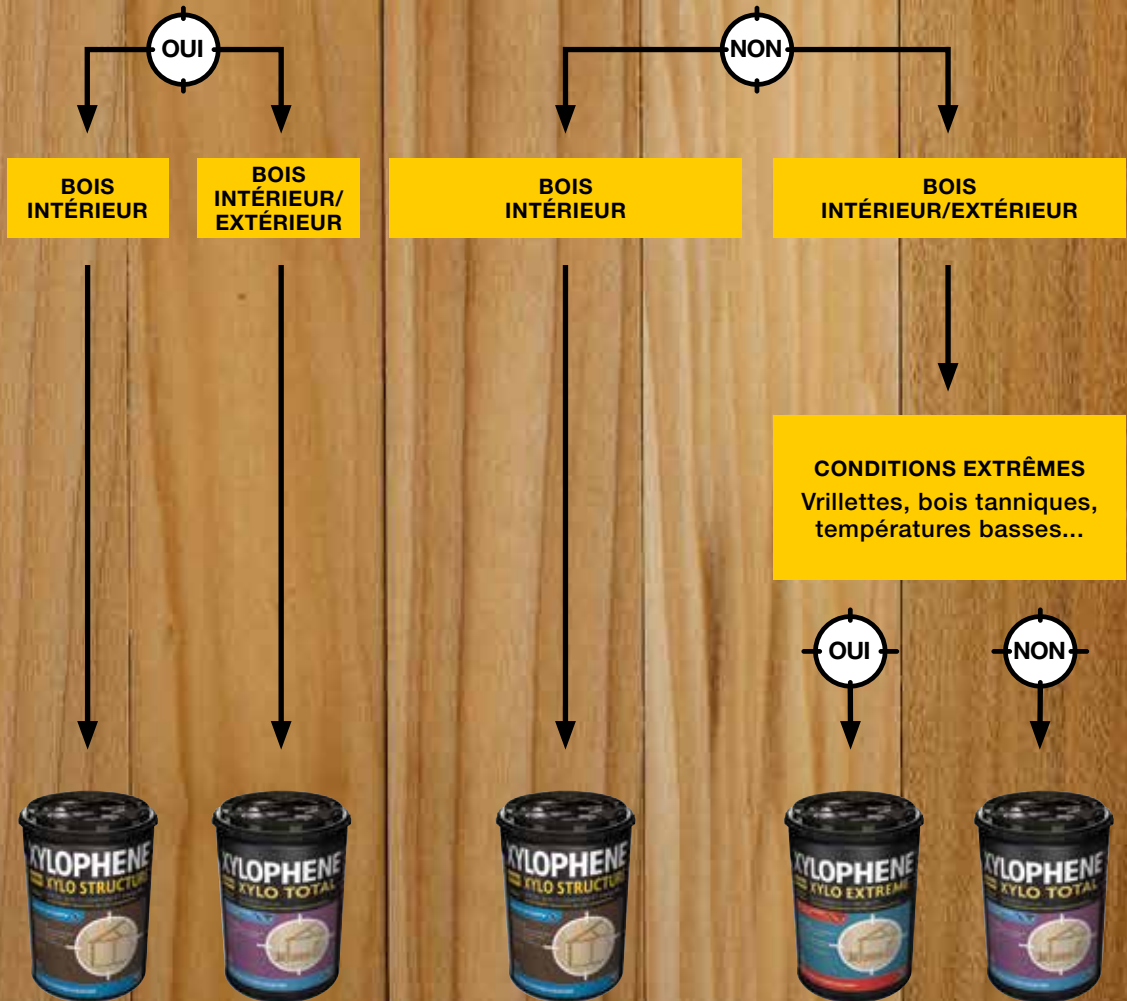 OUI
NON
BOIS
INTÉRIEUR
BOIS
INTÉRIEUR/
EXTÉRIEUR
BOIS
INTÉRIEUR
BOIS
INTÉRIEUR/EXTÉRIEUR
CONDITIONS EXTRÊMES
Vrillettes, bois tanniques,
températures basses...
OUI
NON
XYLOPHENE
XYLO STRUCTURE
XYLOPHENE
XYLO TOTAL
XYLOPHENE
XYLO STRUCTURE
XYLOPHENE
XYLO EXTREME
XYLOPHENE
XYLO TOTAL